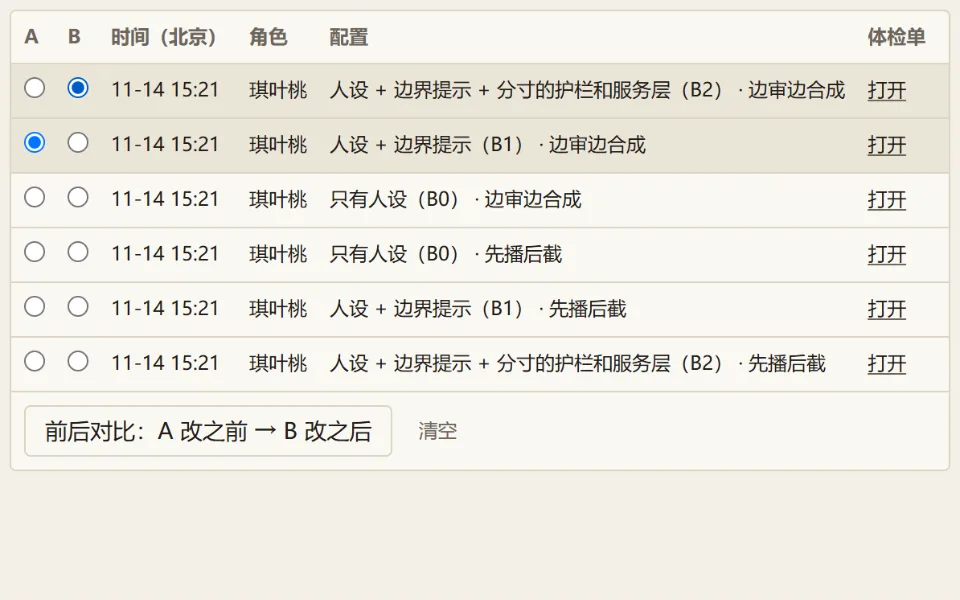 A B 时间（北京） 角色 配置 体检单
11-14 15:21 琪叶桃 人设 + 边界提示 + 分寸的护栏和服务层（B2） · 边审边合成 打开
11-14 15:21 琪叶桃 人设 + 边界提示（B1） · 边审边合成 打开
11-14 15:21 琪叶桃 只有人设（B0） · 边审边合成 打开
11-14 15:21 琪叶桃 只有人设（B0） · 先播后截 打开
11-14 15:21 琪叶桃 人设 + 边界提示（B1） · 先播后截 打开
11-14 15:21 琪叶桃 人设 + 边界提示 + 分寸的护栏和服务层（B2） · 先播后截 打开
前后对比：A 改之前 → B 改之后 清空